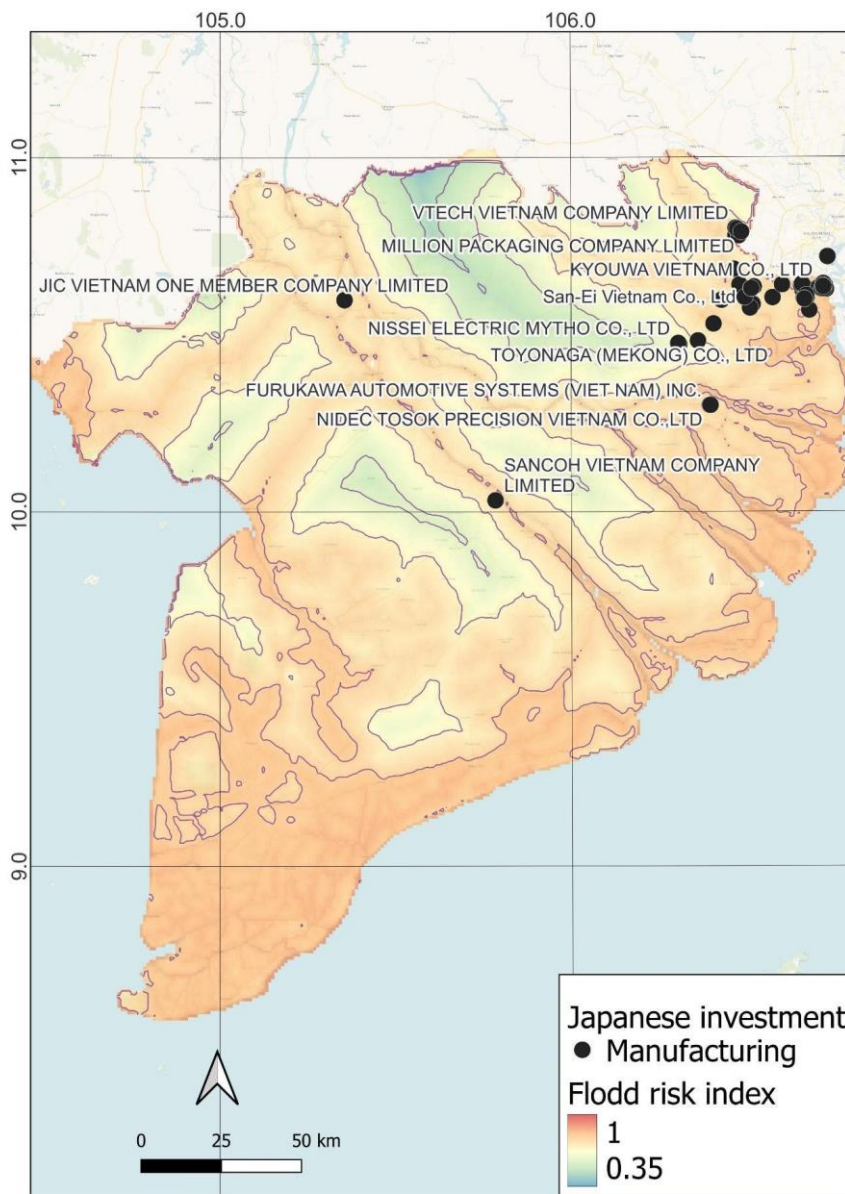 105.0
106.0
11.0
VTECH VIETNAM COMPANY LIMITED
MILLION PACKAGING COMPANY LIMITED
KYOUWA VIETNAM CO., LTD
JIC VIETNAM ONE MEMBER COMPANY LIMITED
San-Ei Vietnam Co., Ltd
NISSEI ELECTRIC MYTHO CO., LTD
TOYONAGA (MEKONG) CO., LTD
FURUKAWA AUTOMOTIVE SYSTEMS (VIET NAM) INC.
NIDEC TOSOK PRECISION VIETNAM CO.,LTD
SANCOH VIETNAM COMPANY
LIMITED
10.0
9.0
Japanese investment
Manufacturing
Flodd risk index
1
0.35
0 25 50 km